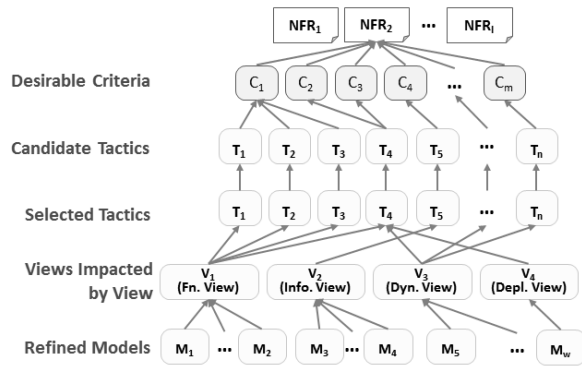 NFR₁ NFR₂ ... NFRₗ
Desirable Criteria C₁ C₂ C₃ C₄ ... Cₘ
Candidate Tactics T₁ T₂ T₃ T₄ T₅ ... Tₙ
Selected Tactics T₁ T₂ T₃ T₄ T₅ ... Tₙ
Views Impacted by View
V₁ (Fn. View)
V₂ (Info. View)
V₃ (Dyn. View)
V₄ (Depl. View)
Refined Models M₁ ... M₂ M₃ ... M₄ M₅ ... M_w